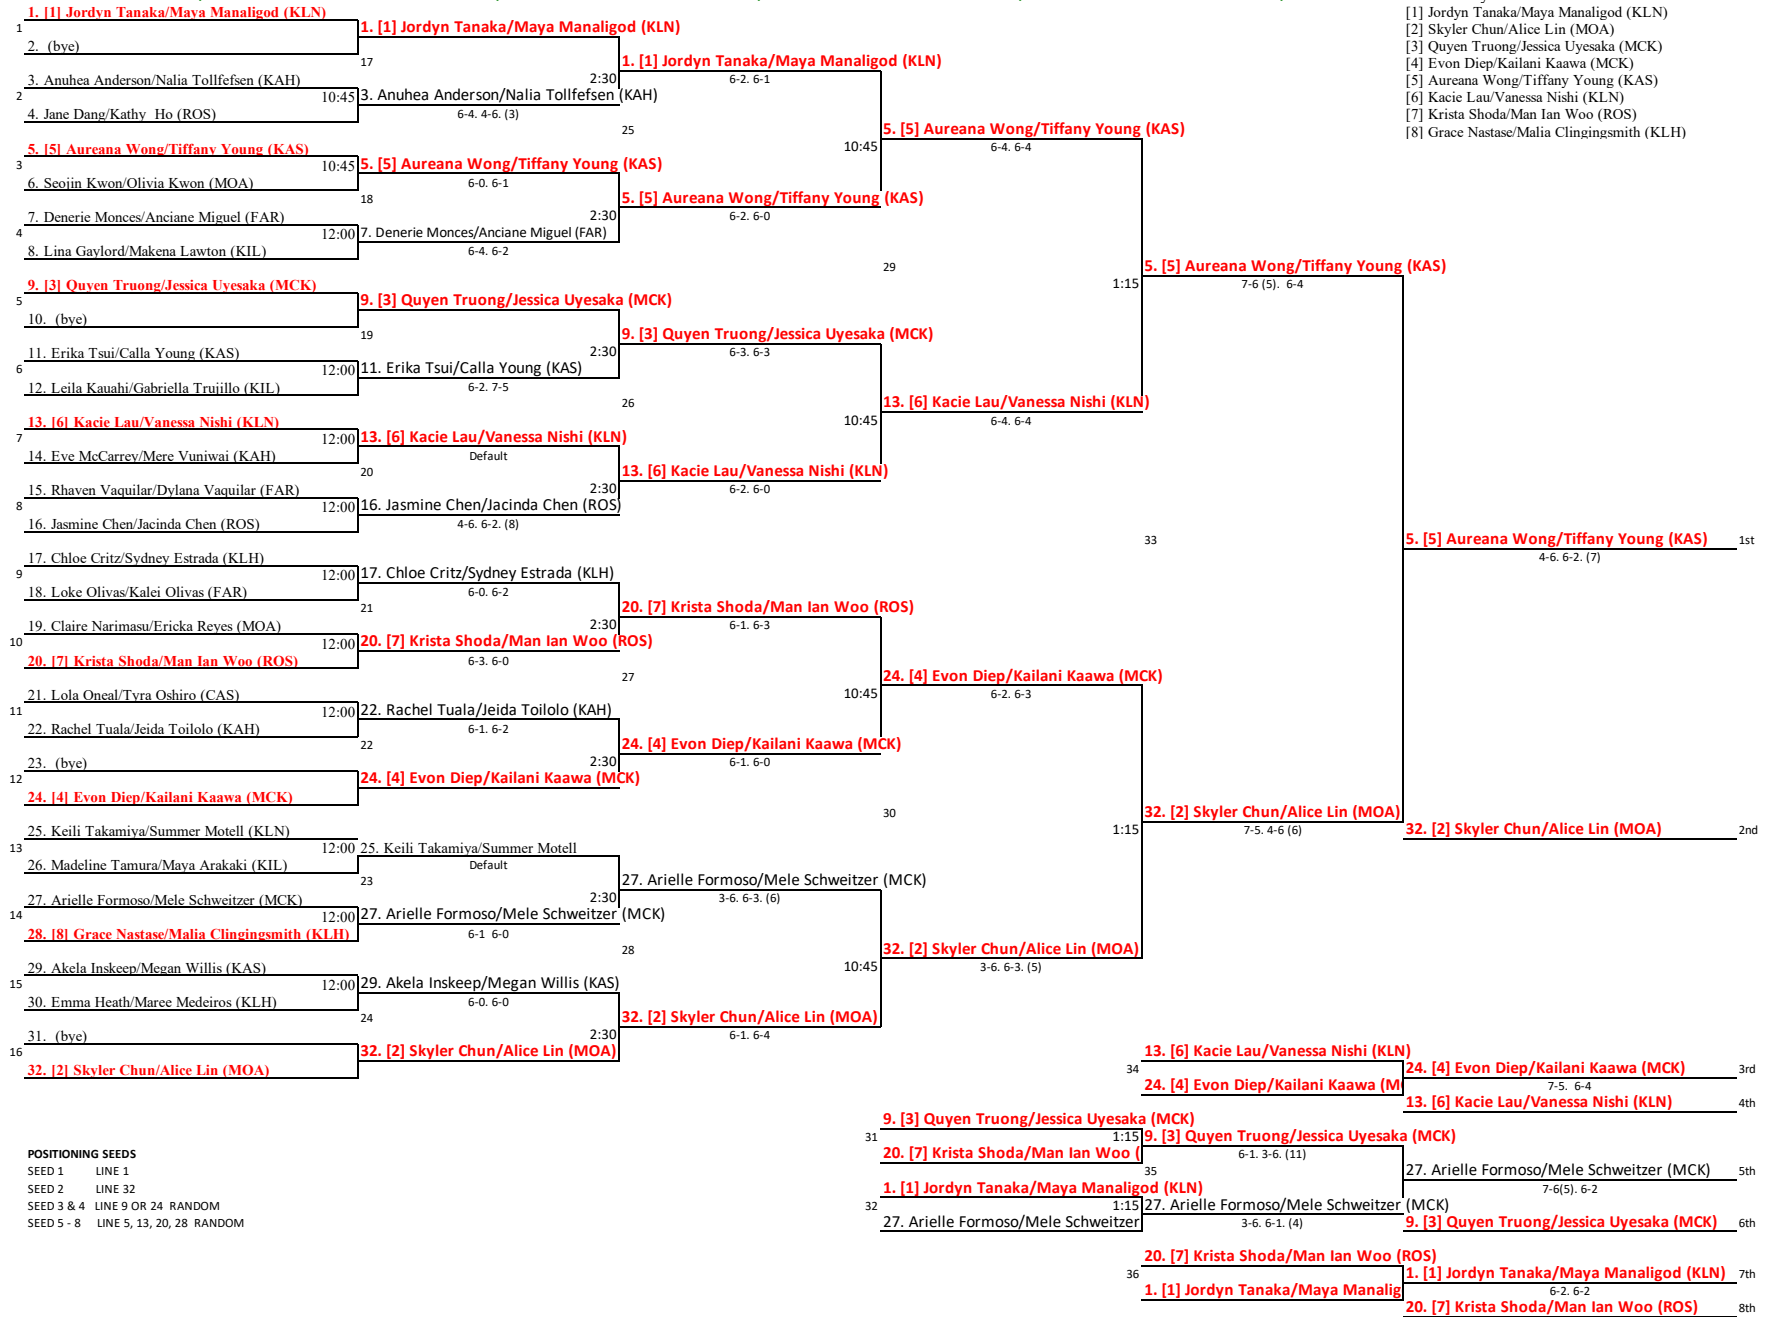 1. [1] Jordyn Tanaka/Maya Manaligod (KLN)
1
2. (bye)
3. Anuhea Anderson/Nalia Tollfefsen (KAH)
2
10:45
4. Jane Dang/Kathy Ho (ROS)
5. [5] Aureana Wong/Tiffany Young (KAS)
3
10:45
6. Seojin Kwon/Olivia Kwon (MOA)
7. Denerie Monces/Anciane Miguel (FAR)
4
12:00
8. Lina Gaylord/Makena Lawton (KIL)
9. [3] Quyen Truong/Jessica Uyesaka (MCK)
5
10. (bye)
11. Erika Tsui/Calla Young (KAS)
6
12:00
12. Leila Kauahi/Gabriella Trujillo (KIL)
13. [6] Kacie Lau/Vanessa Nishi (KLN)
7
12:00
14. Eve McCarrey/Mere Vuniwai (KAH)
15. Rhaven Vaquilar/Dylana Vaquilar (FAR)
8
12:00
16. Jasmine Chen/Jacinda Chen (ROS)
17. Chloe Critz/Sydney Estrada (KLH)
9
12:00
18. Loke Olivas/Kalei Olivas (FAR)
19. Claire Narimasu/Ericka Reyes (MOA)
10
12:00
20. [7] Krista Shoda/Man Ian Woo (ROS)
21. Lola Oneal/Tyra Oshiro (CAS)
11
12:00
22. Rachel Tuala/Jeida Toilolo (KAH)
23. (bye)
12
24. [4] Evon Diep/Kailani Kaawa (MCK)
25. Keili Takamiya/Summer Motell (KLN)
13
12:00
26. Madeline Tamura/Maya Arakaki (KIL)
27. Arielle Formoso/Mele Schweitzer (MCK)
14
12:00
28. [8] Grace Nastase/Malia Clingingsmith (KLH)
29. Akela Inskeep/Megan Willis (KAS)
15
12:00
30. Emma Heath/Maree Medeiros (KLH)
31. (bye)
16
32. [2] Skyler Chun/Alice Lin (MOA)
1. [1] Jordyn Tanaka/Maya Manaligod (KLN)
17
2:30
3. Anuhea Anderson/Nalia Tollfefsen (KAH)
6-4. 4-6. (3)
5. [5] Aureana Wong/Tiffany Young (KAS)
6-0. 6-1
18
2:30
7. Denerie Monces/Anciane Miguel (FAR)
6-4. 6-2
9. [3] Quyen Truong/Jessica Uyesaka (MCK)
19
2:30
11. Erika Tsui/Calla Young (KAS)
6-2. 7-5
13. [6] Kacie Lau/Vanessa Nishi (KLN)
Default
20
2:30
16. Jasmine Chen/Jacinda Chen (ROS)
4-6. 6-2. (8)
17. Chloe Critz/Sydney Estrada (KLH)
6-0. 6-2
21
2:30
20. [7] Krista Shoda/Man Ian Woo (ROS)
6-3. 6-0
22. Rachel Tuala/Jeida Toilolo (KAH)
6-1. 6-2
22
2:30
24. [4] Evon Diep/Kailani Kaawa (MCK)
25. Keili Takamiya/Summer Motell
Default
23
2:30
27. Arielle Formoso/Mele Schweitzer (MCK)
6-1 6-0
29. Akela Inskeep/Megan Willis (KAS)
6-0. 6-0
24
2:30
32. [2] Skyler Chun/Alice Lin (MOA)
1. [1] Jordyn Tanaka/Maya Manaligod (KLN)
6-2. 6-1
25
10:45
5. [5] Aureana Wong/Tiffany Young (KAS)
6-2. 6-0
9. [3] Quyen Truong/Jessica Uyesaka (MCK)
6-3. 6-3
26
10:45
13. [6] Kacie Lau/Vanessa Nishi (KLN)
6-2. 6-0
20. [7] Krista Shoda/Man Ian Woo (ROS)
6-1. 6-3
27
10:45
24. [4] Evon Diep/Kailani Kaawa (MCK)
6-1. 6-0
27. Arielle Formoso/Mele Schweitzer (MCK)
3-6. 6-3. (6)
28
10:45
32. [2] Skyler Chun/Alice Lin (MOA)
6-1. 6-4
5. [5] Aureana Wong/Tiffany Young (KAS)
6-4. 6-4
29
1:15
13. [6] Kacie Lau/Vanessa Nishi (KLN)
6-4. 6-4
24. [4] Evon Diep/Kailani Kaawa (MCK)
6-2. 6-3
30
1:15
32. [2] Skyler Chun/Alice Lin (MOA)
3-6. 6-3. (5)
5. [5] Aureana Wong/Tiffany Young (KAS)
7-6 (5). 6-4
33
32. [2] Skyler Chun/Alice Lin (MOA)
7-5. 4-6 (6)
[1] Jordyn Tanaka/Maya Manaligod (KLN)
[2] Skyler Chun/Alice Lin (MOA)
[3] Quyen Truong/Jessica Uyesaka (MCK)
[4] Evon Diep/Kailani Kaawa (MCK)
[5] Aureana Wong/Tiffany Young (KAS)
[6] Kacie Lau/Vanessa Nishi (KLN)
[7] Krista Shoda/Man Ian Woo (ROS)
[8] Grace Nastase/Malia Clingingsmith (KLH)
5. [5] Aureana Wong/Tiffany Young (KAS) 1st
4-6. 6-2. (7)
32. [2] Skyler Chun/Alice Lin (MOA) 2nd
13. [6] Kacie Lau/Vanessa Nishi (KLN)
34
24. [4] Evon Diep/Kailani Kaawa (M
24. [4] Evon Diep/Kailani Kaawa (MCK) 3rd
7-5. 6-4
13. [6] Kacie Lau/Vanessa Nishi (KLN) 4th
9. [3] Quyen Truong/Jessica Uyesaka (MCK)
31
1:15
20. [7] Krista Shoda/Man Ian Woo (
9. [3] Quyen Truong/Jessica Uyesaka (MCK)
6-1. 3-6. (11)
35
1. [1] Jordyn Tanaka/Maya Manaligod (KLN)
32
1:15
27. Arielle Formoso/Mele Schweitzer
27. Arielle Formoso/Mele Schweitzer (MCK)
3-6. 6-1. (4)
27. Arielle Formoso/Mele Schweitzer (MCK) 5th
7-6(5). 6-2
9. [3] Quyen Truong/Jessica Uyesaka (MCK) 6th
20. [7] Krista Shoda/Man Ian Woo (ROS)
36
1. [1] Jordyn Tanaka/Maya Manalig
1. [1] Jordyn Tanaka/Maya Manaligod (KLN) 7th
6-2. 6-2
20. [7] Krista Shoda/Man Ian Woo (ROS) 8th
POSITIONING SEEDS
SEED 1 LINE 1
SEED 2 LINE 32
SEED 3 & 4 LINE 9 OR 24 RANDOM
SEED 5 - 8 LINE 5, 13, 20, 28 RANDOM